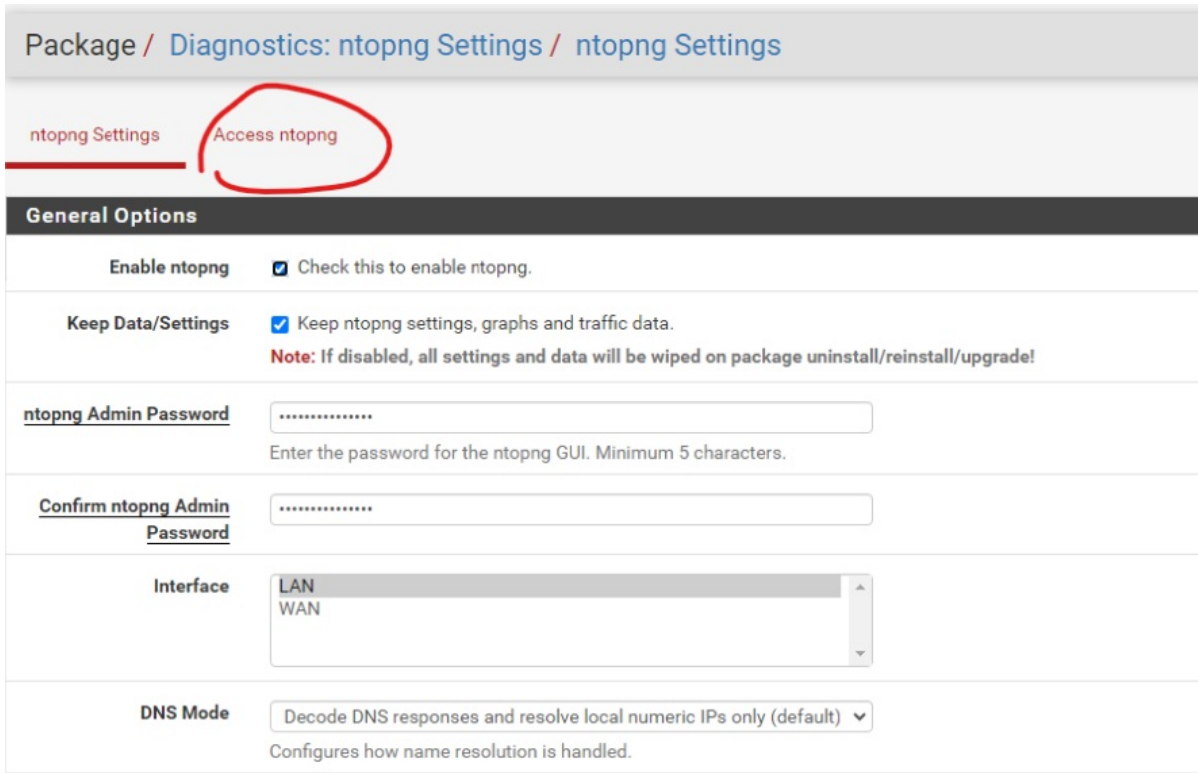 Package / Diagnostics: ntopng Settings / ntopng Settings
ntopng Settings Access ntopng
General Options
Enable ntopng Check this to enable ntopng.
Keep Data/Settings Keep ntopng settings, graphs and traffic data.
Note: If disabled, all settings and data will be wiped on package uninstall/reinstall/upgrade!
ntopng Admin Password •••••••••••••••
Enter the password for the ntopng GUI. Minimum 5 characters.
Confirm ntopng Admin •••••••••••••••
Password
Interface LAN
WAN
DNS Mode Decode DNS responses and resolve local numeric IPs only (default)
Configures how name resolution is handled.